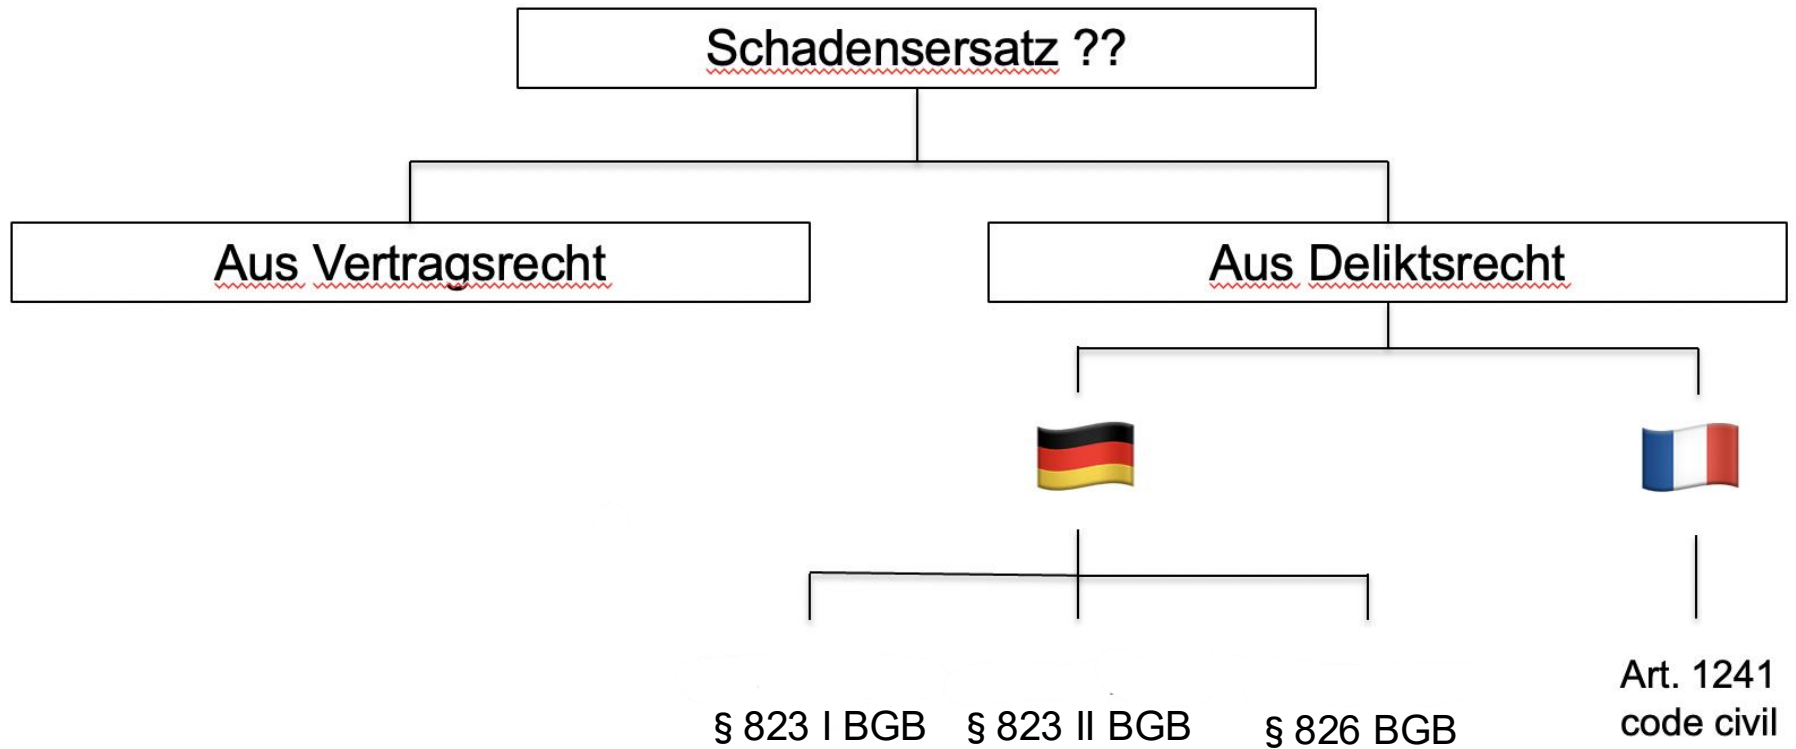 Schadensersatz ??
Aus Vertragsrecht
Aus Deliktsrecht
§ 823 I BGB
§ 823 II BGB
§ 826 BGB
Art. 1241
code civil